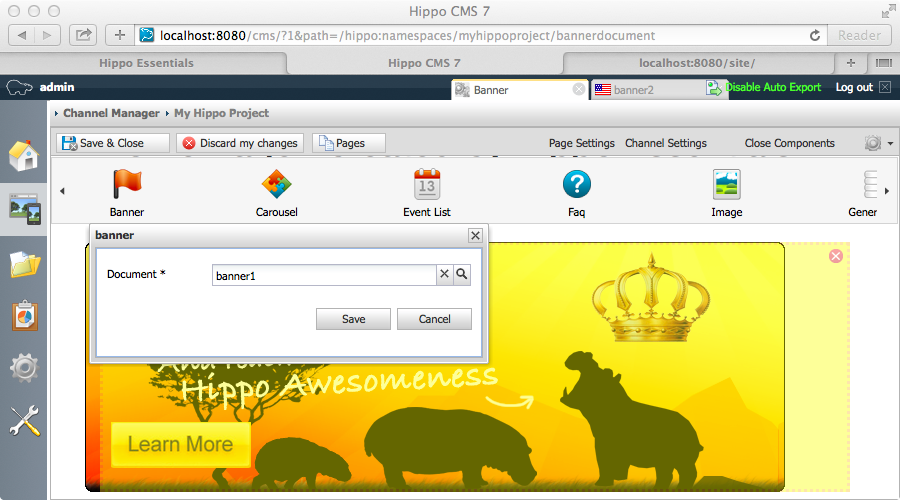 Hippo CMS 7
localhost:8080/cms/?1&path=/hippo:namespaces/myhippoproject/bannerdocument
Reader
Hippo Essentials
Hippo CMS 7
localhost:8080/site/
admin
Banner
banner2
Disable Auto Export
Log out
Channel Manager
My Hippo Project
Save & Close
Discard my changes
Pages
Page Settings
Channel Settings
Close Components
13
Banner
Carousel
Event List
Faq
Image
Gener
banner
Document *
banner1
Save
Cancel
Hippo Awesomeness
Learn More